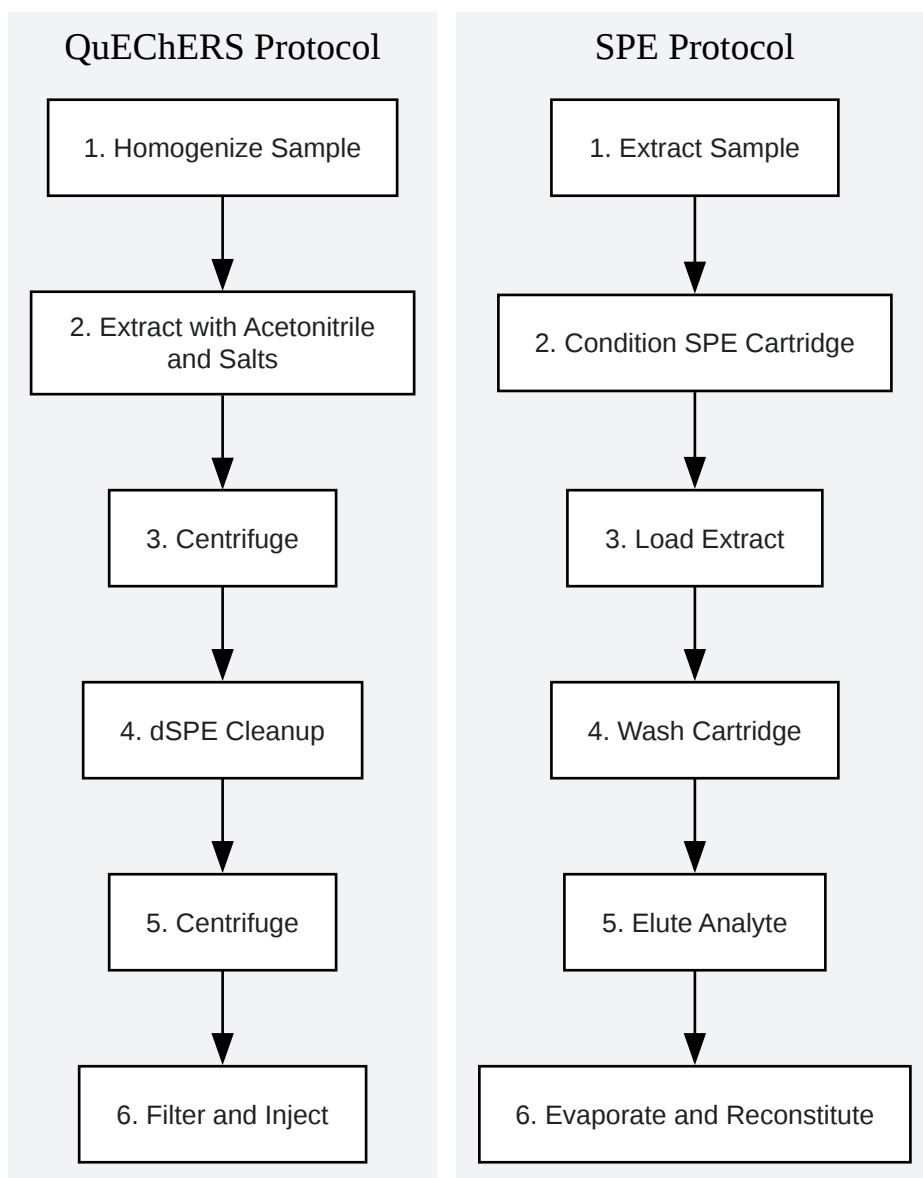 QuEChERS Protocol
1. Homogenize Sample
2. Extract with Acetonitrile
and Salts
3. Centrifuge
4. dSPE Cleanup
5. Centrifuge
6. Filter and Inject
SPE Protocol
1. Extract Sample
2. Condition SPE Cartridge
3. Load Extract
4. Wash Cartridge
5. Elute Analyte
6. Evaporate and Reconstitute